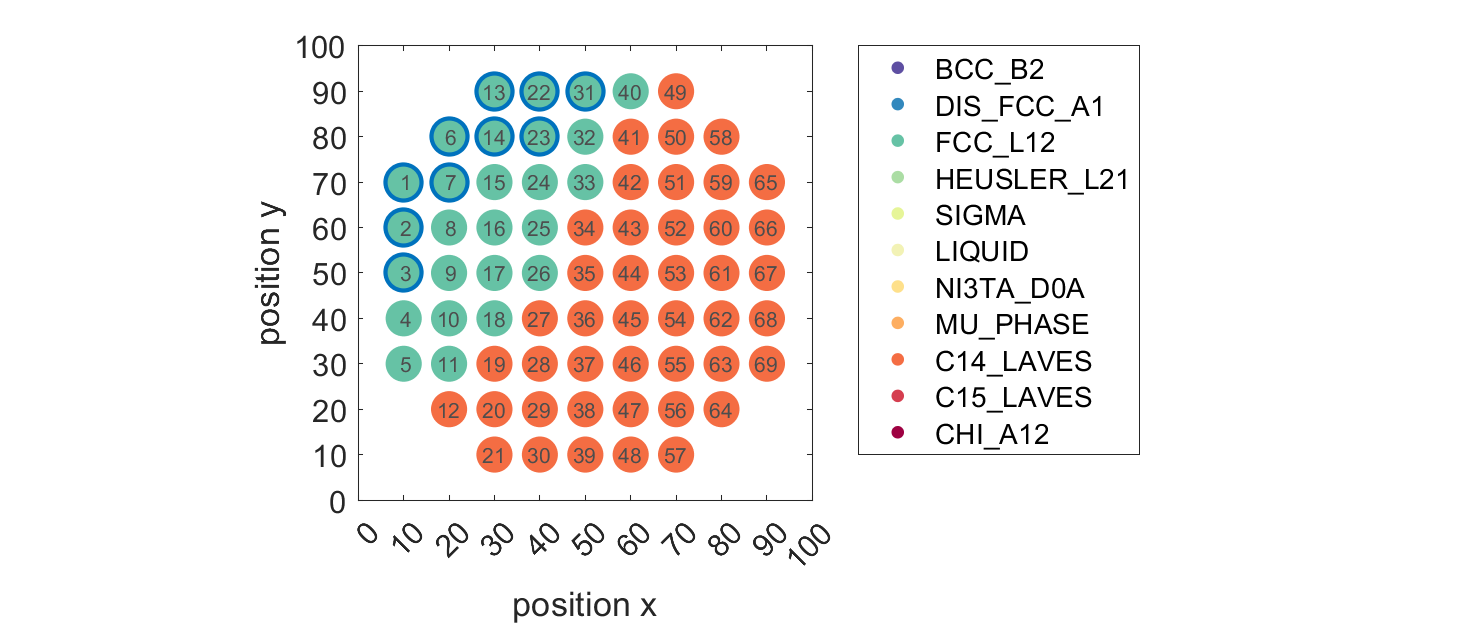 100
90
80
70
60
50
40
30
20
10
0
position y
13 22 31 40 49
6 14 23 32 41 50 58
1 7 15 24 33 42 51 59 65
2 8 16 25 34 43 52 60 66
3 9 17 26 35 44 53 61 67
4 10 18 27 36 45 54 62 68
5 11 19 28 37 46 55 63 69
12 20 29 38 47 56 64
21 30 39 48 57
0 10 20 30 40 50 60 70 80 90 100
position x
BCC_B2
DIS_FCC_A1
FCC_L12
HEUSLER_L21
SIGMA
LIQUID
NI3TA_D0A
MU_PHASE
C14_LAVES
C15_LAVES
CHI_A12